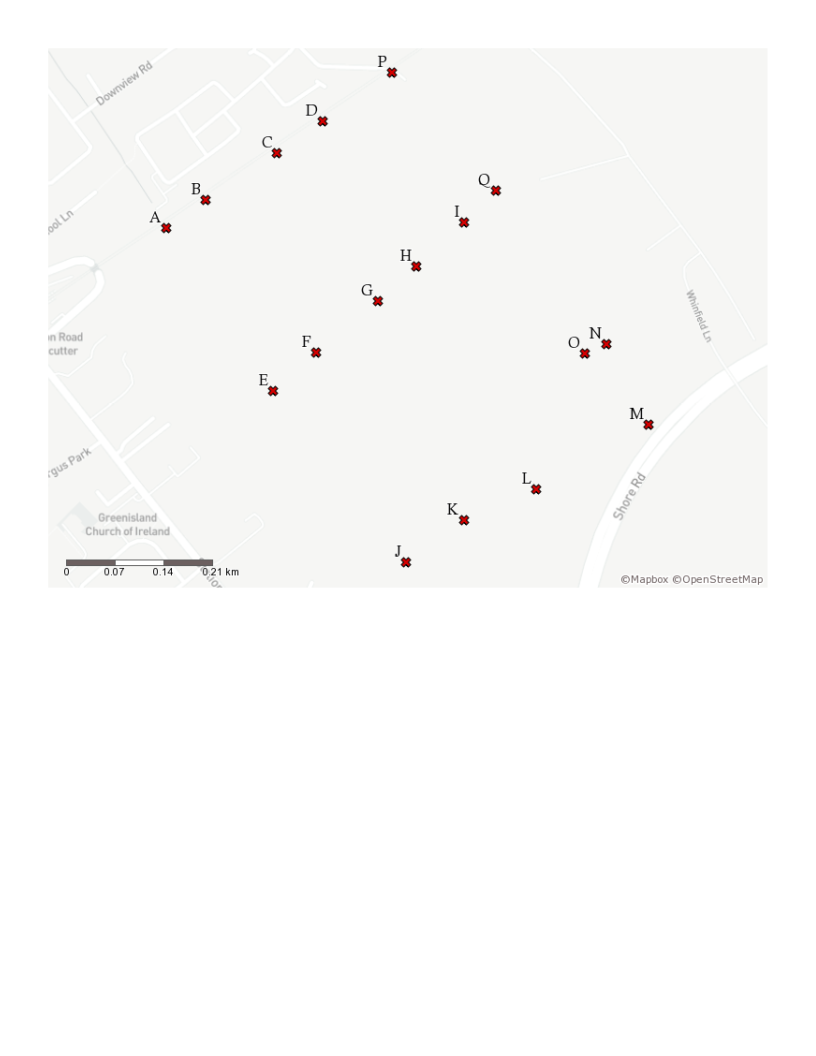 P
Downview Rd
D
C
Q
B
I
A
ool Ln
H
G
Whinfield Ln
N
on Road
cutter
F
O
E
M
rgus Park
L
Shore Rd
K
Greenisland
Church of Ireland
J
0 0.07 0.14 0.21 km
©Mapbox ©OpenStreetMap